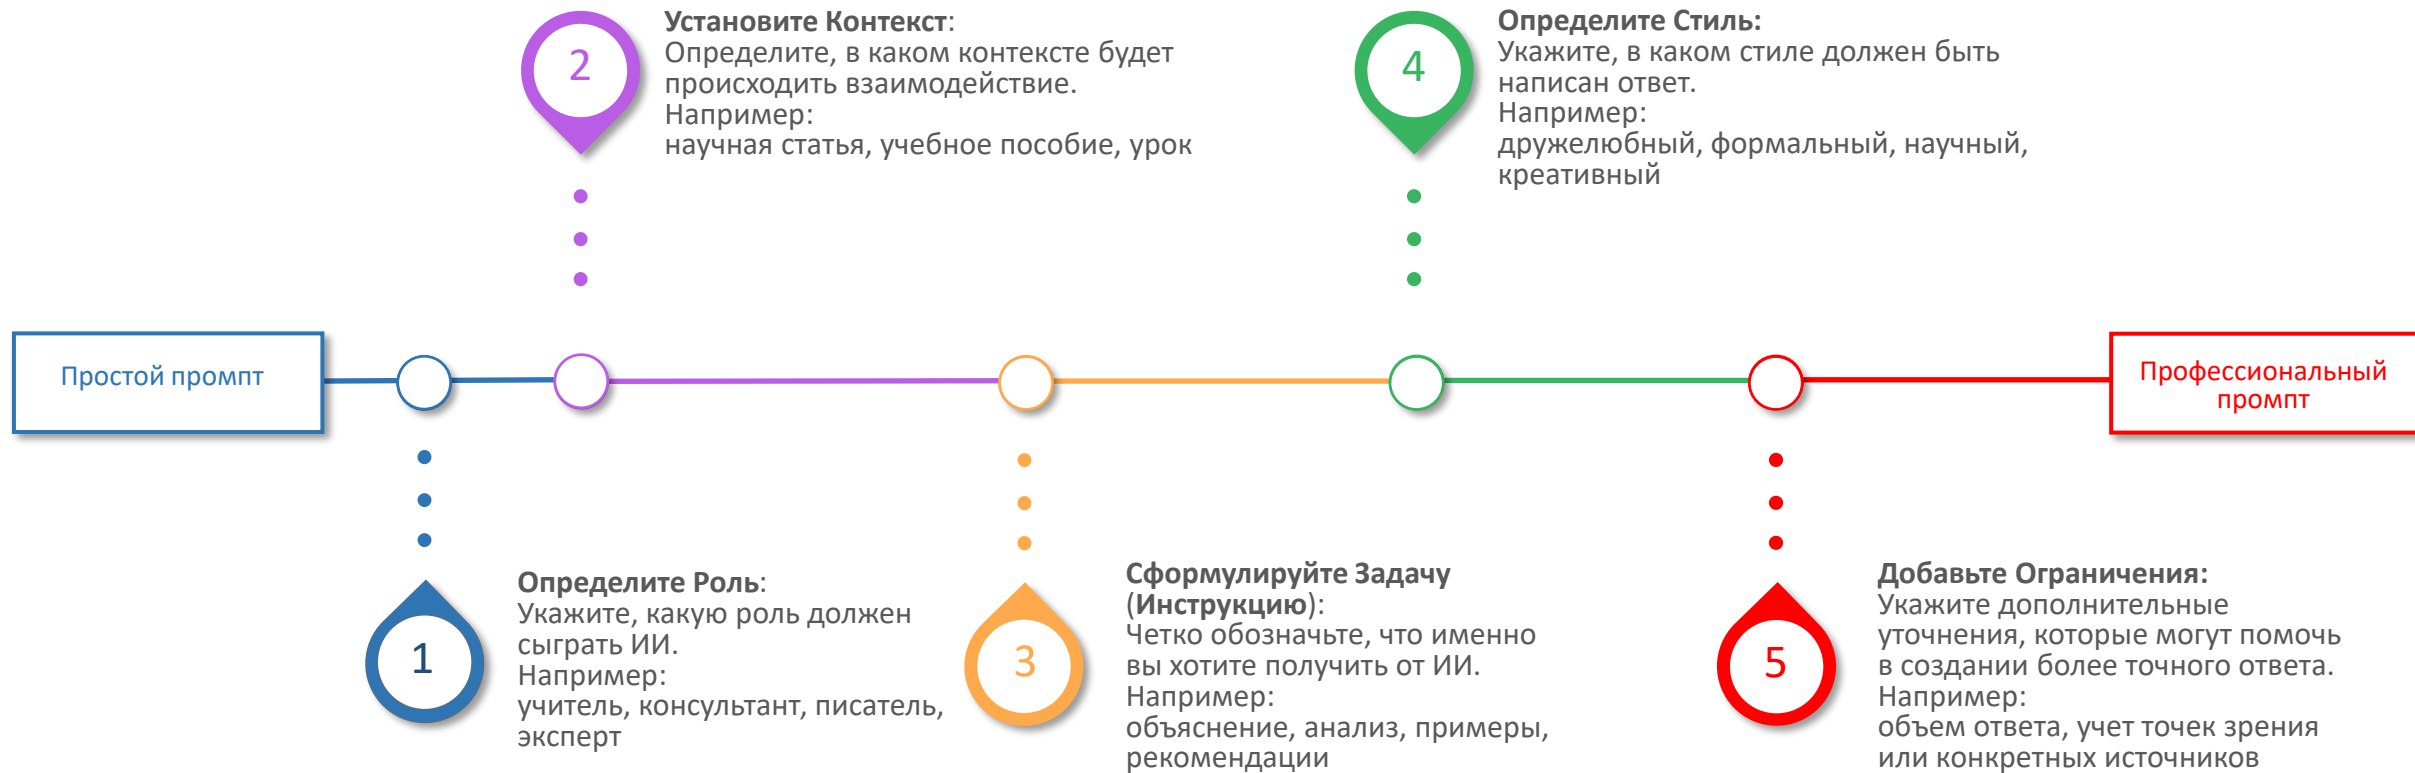 2
Установите Контекст:
Определите, в каком контексте будет
происходить взаимодействие.
Например:
научная статья, учебное пособие, урок
4
Определите Стиль:
Укажите, в каком стиле должен быть
написан ответ.
Например:
дружелюбный, формальный, научный,
креативный
Простой промпт
Профессиональный
промпт
1
Определите Роль:
Укажите, какую роль должен
сыграть ИИ.
Например:
учитель, консультант, писатель,
эксперт
3
Сформулируйте Задачу
(Инструкцию):
Четко обозначьте, что именно
вы хотите получить от ИИ.
Например:
объяснение, анализ, примеры,
рекомендации
5
Добавьте Ограничения:
Укажите дополнительные
уточнения, которые могут помочь
в создании более точного ответа.
Например:
объем ответа, учет точек зрения
или конкретных источников